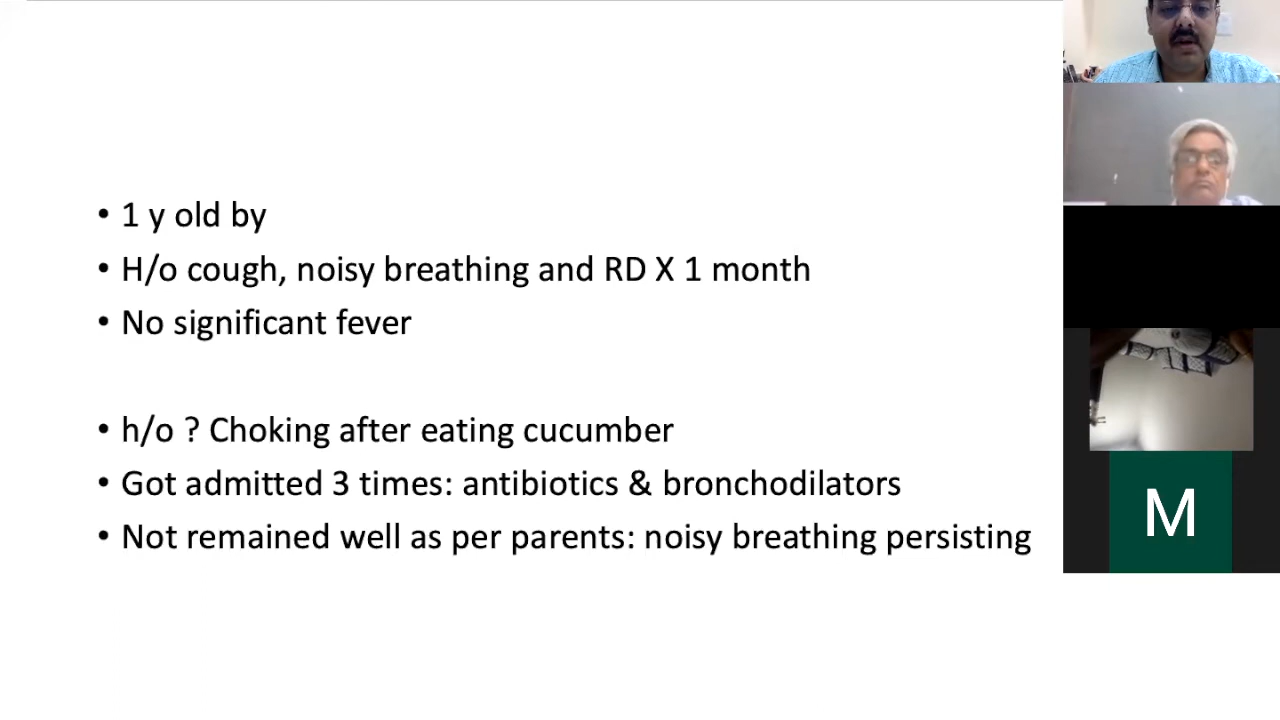 • 1 y old by
• H/o cough, noisy breathing and RD X 1 month
• No significant fever
• h/o ? Choking after eating cucumber
• Got admitted 3 times: antibiotics & bronchodilators
• Not remained well as per parents: noisy breathing persisting
M